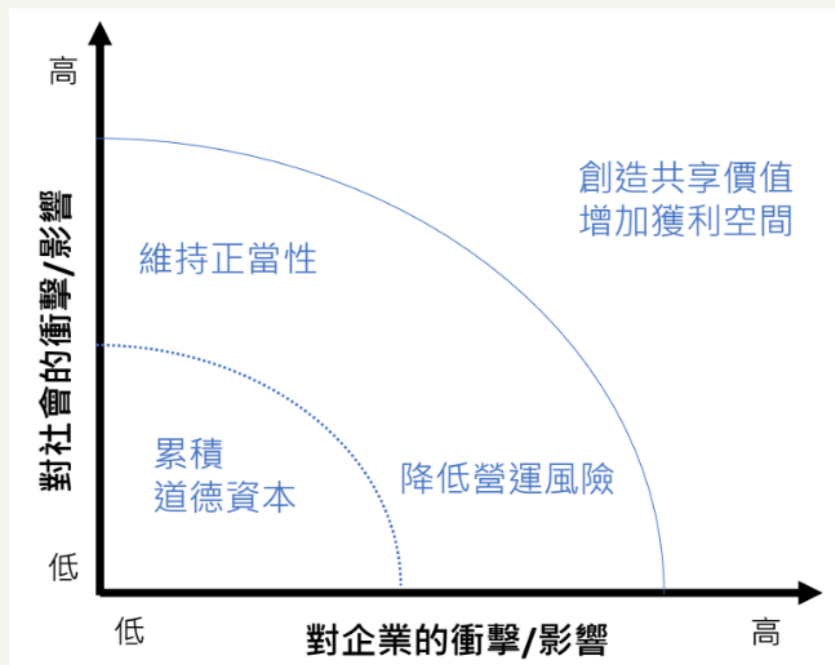 高
對社會的衝擊/影響
創造共享價值
增加獲利空間
維持正當性
累積
道德資本
降低營運風險
低
低
對企業的衝擊/影響
高